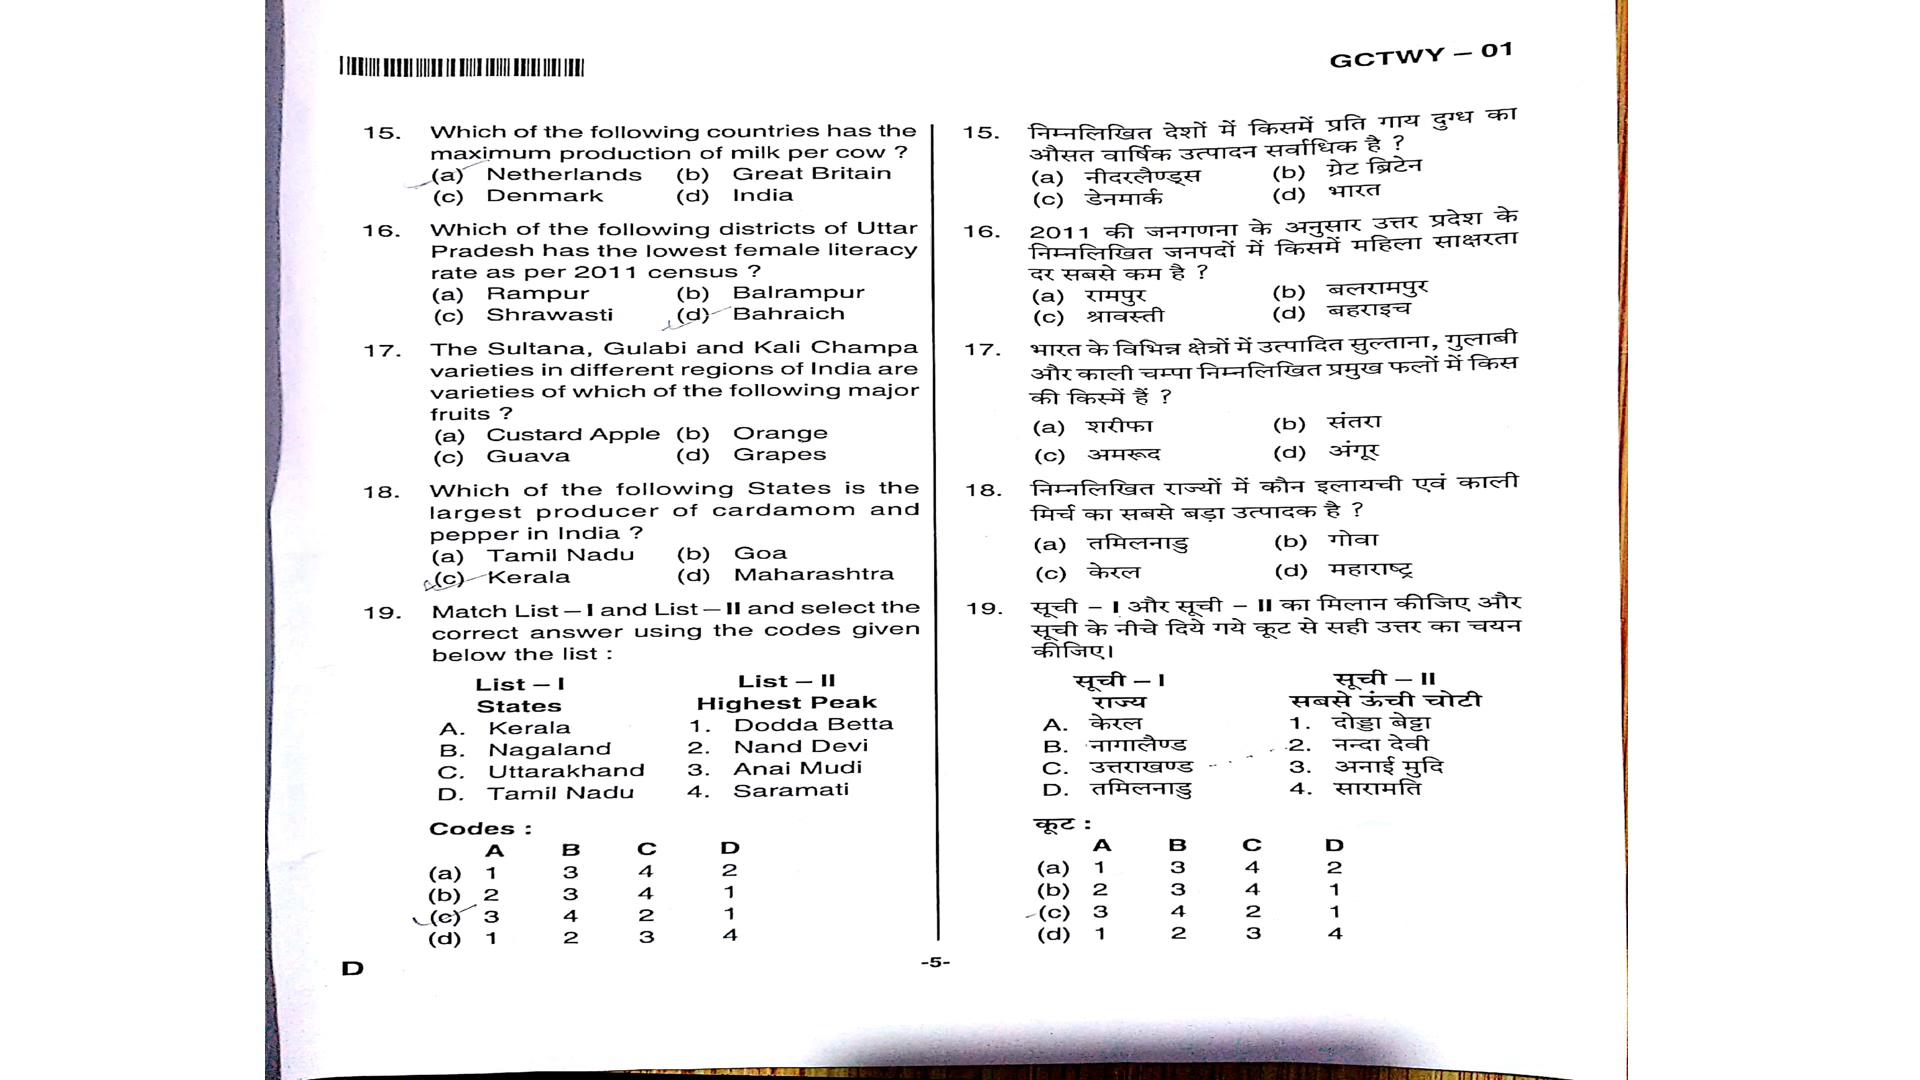 GCTWY – 01
15. Which of the following countries has the
maximum production of milk per cow ?
(a) Netherlands (b) Great Britain
(c) Denmark (d) India
16. Which of the following districts of Uttar
Pradesh has the lowest female literacy
rate as per 2011 census ?
(a) Rampur (b) Balrampur
(c) Shrawasti (d) Bahraich
17. The Sultana, Gulabi and Kali Champa
varieties in different regions of India are
varieties of which of the following major
fruits ?
(a) Custard Apple (b) Orange
(c) Guava (d) Grapes
18. Which of the following States is the
largest producer of cardamom and
pepper in India ?
(a) Tamil Nadu (b) Goa
(c) Kerala (d) Maharashtra
19. Match List – I and List – II and select the
correct answer using the codes given
below the list :
List – I List – II
States Highest Peak
A. Kerala 1. Dodda Betta
B. Nagaland 2. Nand Devi
C. Uttarakhand 3. Anai Mudi
D. Tamil Nadu 4. Saramati
Codes :
A B C D
(a) 1 3 4 2
(b) 2 3 4 1
(c) 3 4 2 1
(d) 1 2 3 4
15. निम्नलिखित देशों में किसमें प्रति गाय दुग्ध का
औसत वार्षिक उत्पादन सर्वाधिक है ?
(a) नीदरलैण्ड्स (b) ग्रेट ब्रिटेन
(c) डेनमार्क (d) भारत
16. 2011 की जनगणना के अनुसार उत्तर प्रदेश के
निम्नलिखित जनपदों में किसमें महिला साक्षरता
दर सबसे कम है ?
(a) रामपुर (b) बलरामपुर
(c) श्रावस्ती (d) बहराइच
17. भारत के विभिन्न क्षेत्रों में उत्पादित सुल्ताना, गुलाबी
और काली चम्पा निम्नलिखित प्रमुख फलों में किस
की किस्में हैं ?
(a) शरीफा (b) संतरा
(c) अमरूद (d) अंगूर
18. निम्नलिखित राज्यों में कौन इलायची एवं काली
मिर्च का सबसे बड़ा उत्पादक है ?
(a) तमिलनाडु (b) गोवा
(c) केरल (d) महाराष्ट्र
19. सूची – I और सूची – II का मिलान कीजिए और
सूची के नीचे दिये गये कूट से सही उत्तर का चयन
कीजिए।
सूची – I सूची – II
राज्य सबसे ऊंची चोटी
A. केरल 1. दोड्डा बेट्टा
B. नागालैण्ड 2. नन्दा देवी
C. उत्तराखण्ड 3. अनाई मुदि
D. तमिलनाडु 4. सारामति
कूट :
A B C D
(a) 1 3 4 2
(b) 2 3 4 1
(c) 3 4 2 1
(d) 1 2 3 4
D -5-